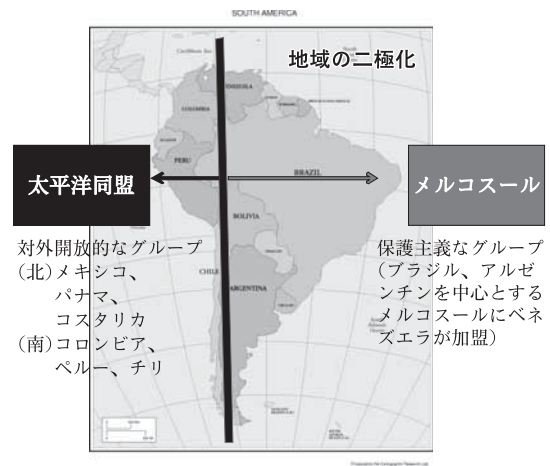 SOUTH AMERICA
地域の二極化
Caribbean Sea
VENEZUELA
COLOMBIA
PERU
BRAZIL
太平洋同盟
メルコスール
BOLIVIA
対外開放的なグループ
(北)メキシコ、
パナマ、
コスタリカ
(南)コロンビア、
ペルー、チリ
CHILE
ARGENTINA
保護主義なグループ
(ブラジル、アルゼ
ンチンを中心とする
メルコスールにベネ
ズエラが加盟)